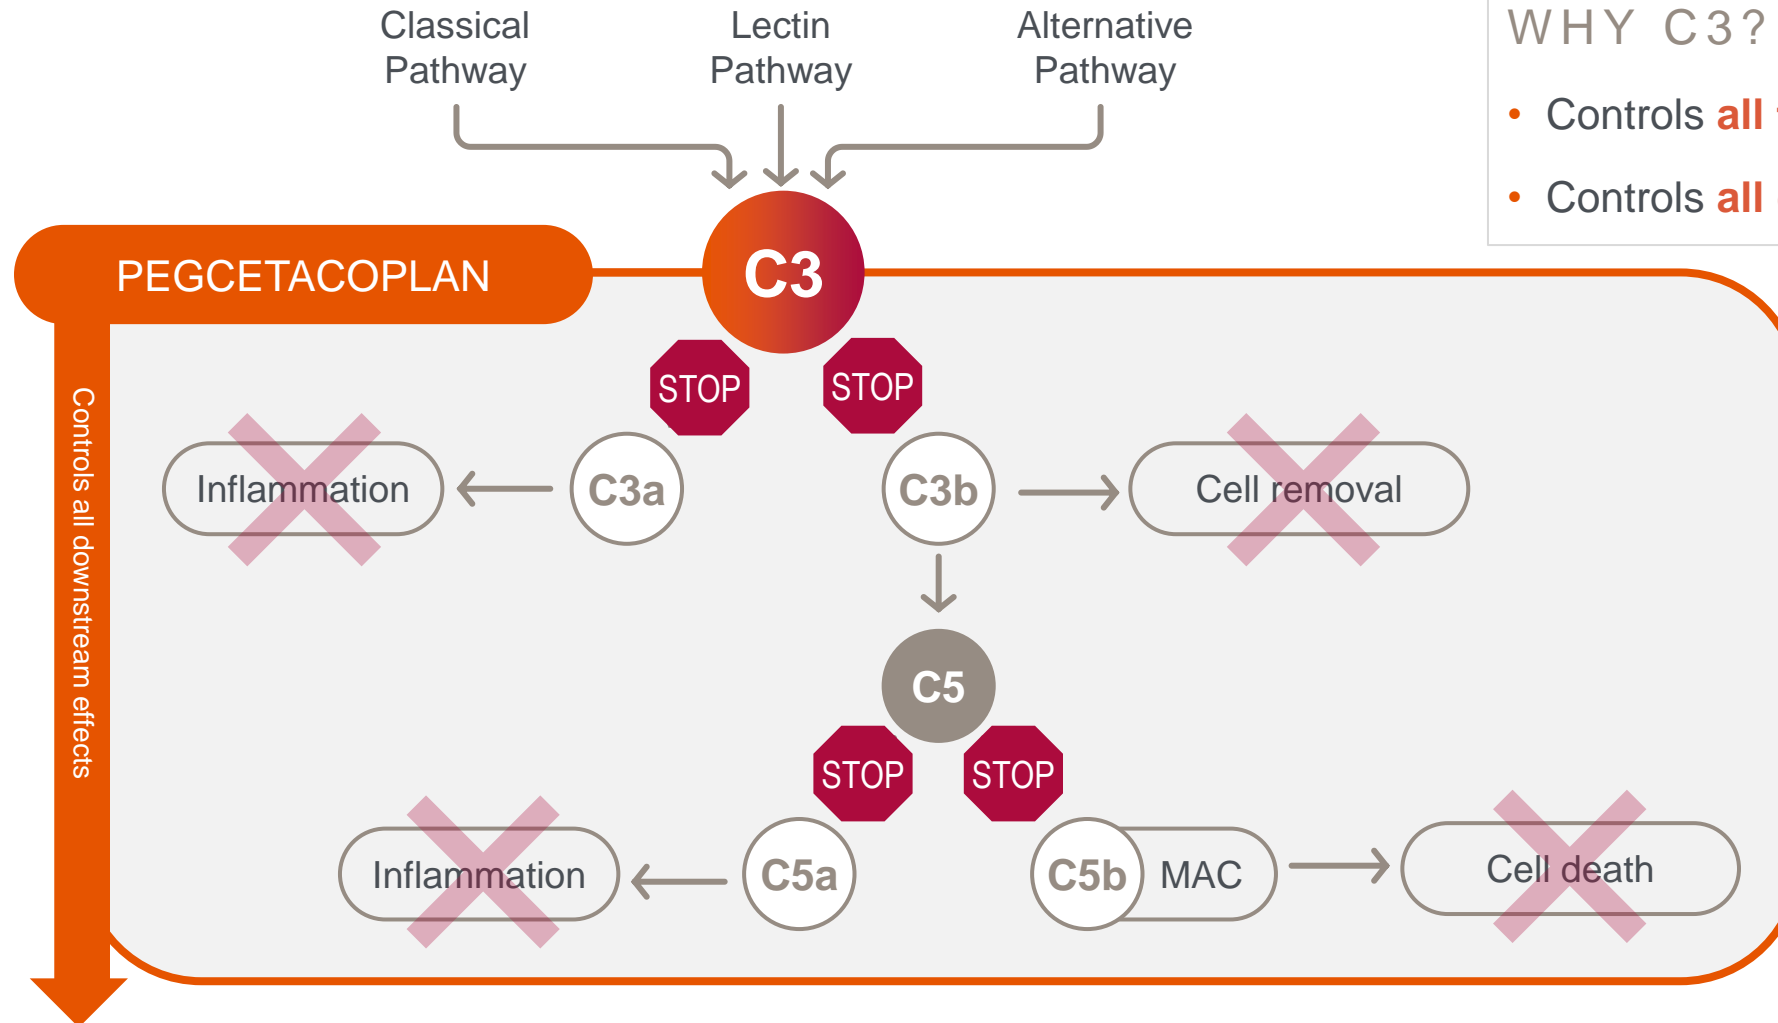 Classical
Pathway
Lectin
Pathway
Alternative
Pathway
WHY C3?
• Controls all
• Controls all
C3
PEGCETACOPLAN
STOP
STOP
Controls all downstream effects
Inflammation
C3a
C3b
Cell removal
C5
STOP
STOP
Inflammation
C5a
C5b
MAC
Cell death